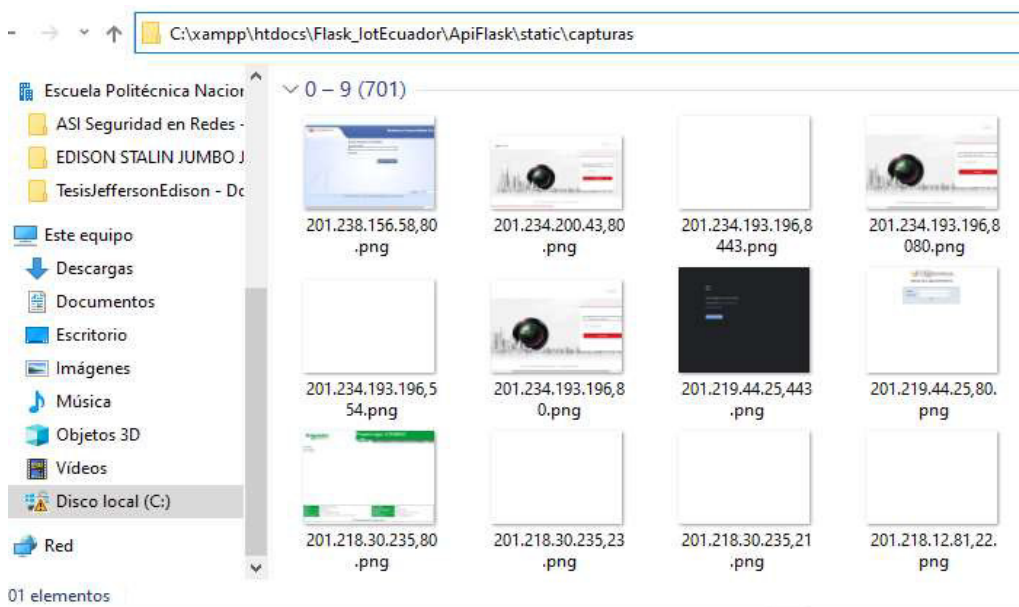 C:\xampp\htdocs\Flask_IotEcuador\ApiFlask\static\capturas
Escuela Politécnica Nacior
ASI Seguridad en Redes -
EDISON STALIN JUMBO J
TesisJeffersonEdison - Dc
Este equipo
Descargas
Documentos
Escritorio
Imágenes
Música
Objetos 3D
Vídeos
Disco local (C:)
Red
01 elementos
0 – 9 (701)
201.238.156.58,80
.png
201.234.200.43,80
.png
201.234.193.196,8
443.png
201.234.193.196,8
080.png
201.234.193.196,5
54.png
201.234.193.196,8
0.png
201.219.44.25,443
.png
201.219.44.25,80.
png
201.218.30.235,80
.png
201.218.30.235,23
.png
201.218.30.235,21
.png
201.218.12.81,22.
png